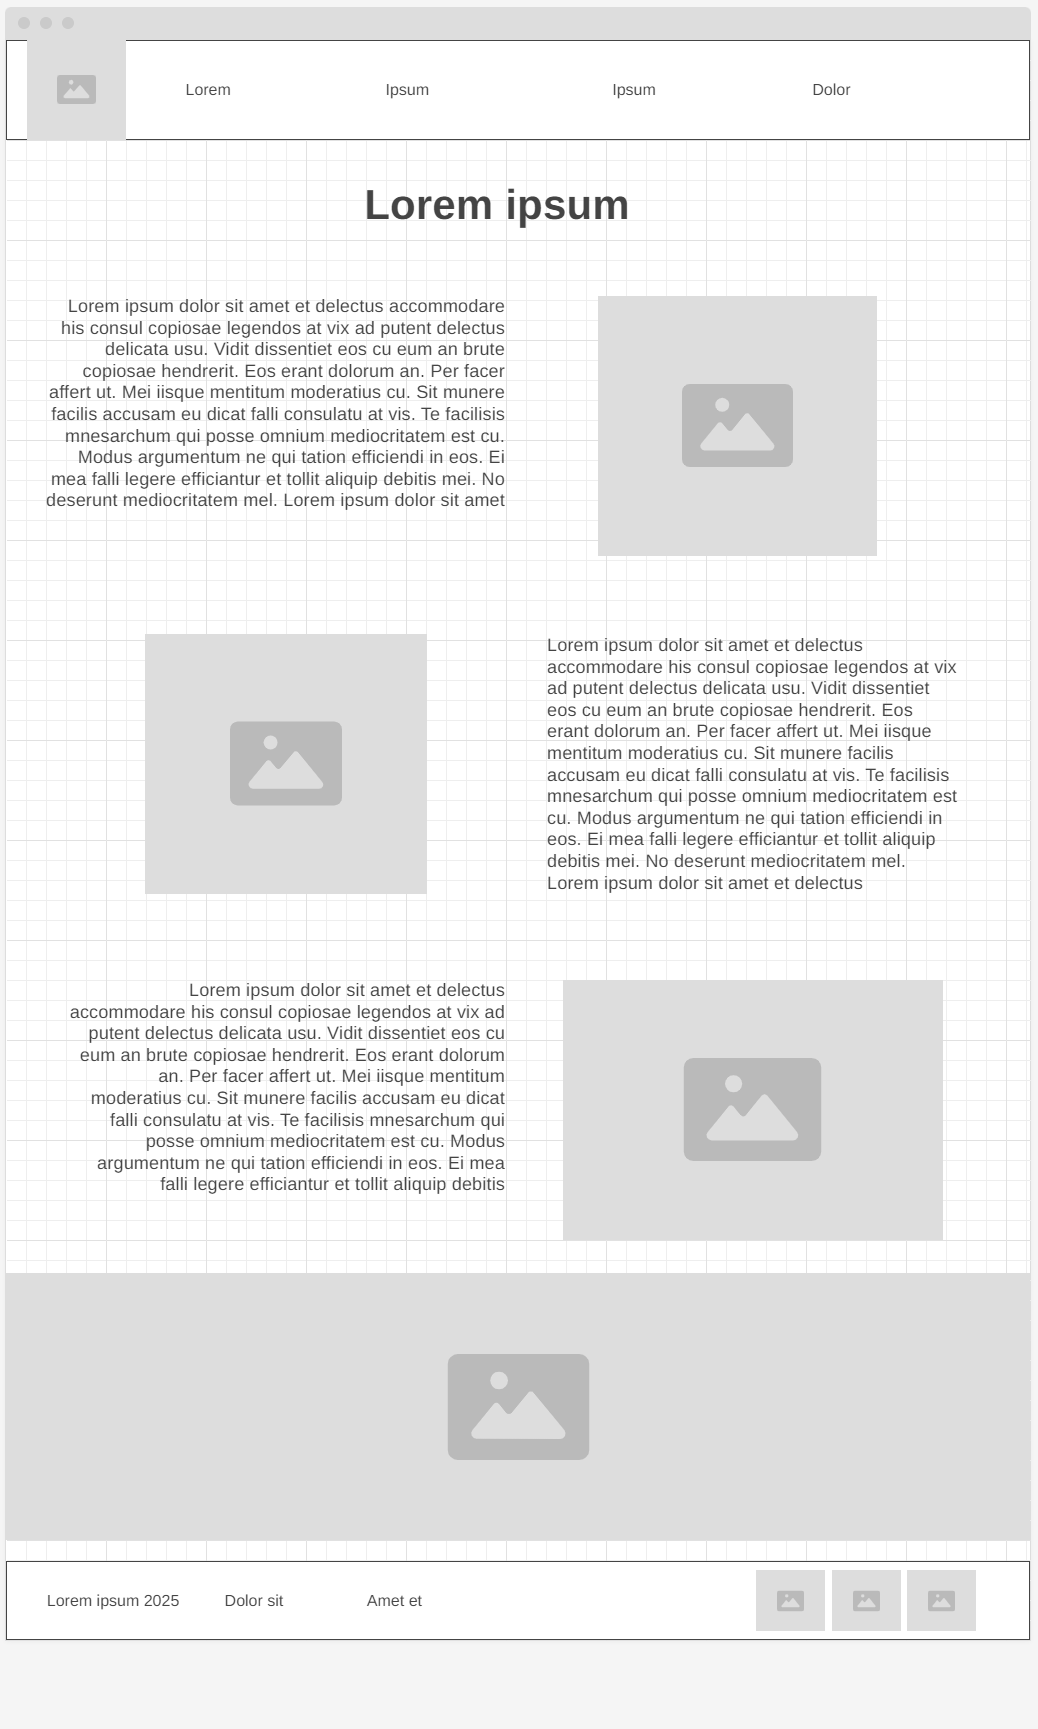 Lorem Ipsum Ipsum Dolor
Lorem ipsum
Lorem ipsum dolor sit amet et delectus accommodare
his consul copiosae legendos at vix ad putent delectus
delicata usu. Vidit dissentiet eos cu eum an brute
copiosae hendrerit. Eos erant dolorum an. Per facer
affert ut. Mei iisque mentitum moderatius cu. Sit munere
facilis accusam eu dicat falli consulatu at vis. Te facilisis
mnesarchum qui posse omnium mediocritatem est cu.
Modus argumentum ne qui tation efficiendi in eos. Ei
mea falli legere efficiantur et tollit aliquip debitis mei. No
deserunt mediocritatem mel. Lorem ipsum dolor sit amet
Lorem ipsum dolor sit amet et delectus
accommodare his consul copiosae legendos at vix
ad putent delectus delicata usu. Vidit dissentiet
eos cu eum an brute copiosae hendrerit. Eos
erant dolorum an. Per facer affert ut. Mei iisque
mentitum moderatius cu. Sit munere facilis
accusam eu dicat falli consulatu at vis. Te facilisis
mnesarchum qui posse omnium mediocritatem est
cu. Modus argumentum ne qui tation efficiendi in
eos. Ei mea falli legere efficiantur et tollit aliquip
debitis mei. No deserunt mediocritatem mel.
Lorem ipsum dolor sit amet et delectus
Lorem ipsum dolor sit amet et delectus
accommodare his consul copiosae legendos at vix ad
putent delectus delicata usu. Vidit dissentiet eos cu
eum an brute copiosae hendrerit. Eos erant dolorum
an. Per facer affert ut. Mei iisque mentitum
moderatius cu. Sit munere facilis accusam eu dicat
falli consulatu at vis. Te facilisis mnesarchum qui
posse omnium mediocritatem est cu. Modus
argumentum ne qui tation efficiendi in eos. Ei mea
falli legere efficiantur et tollit aliquip debitis
Lorem ipsum 2025 Dolor sit Amet et